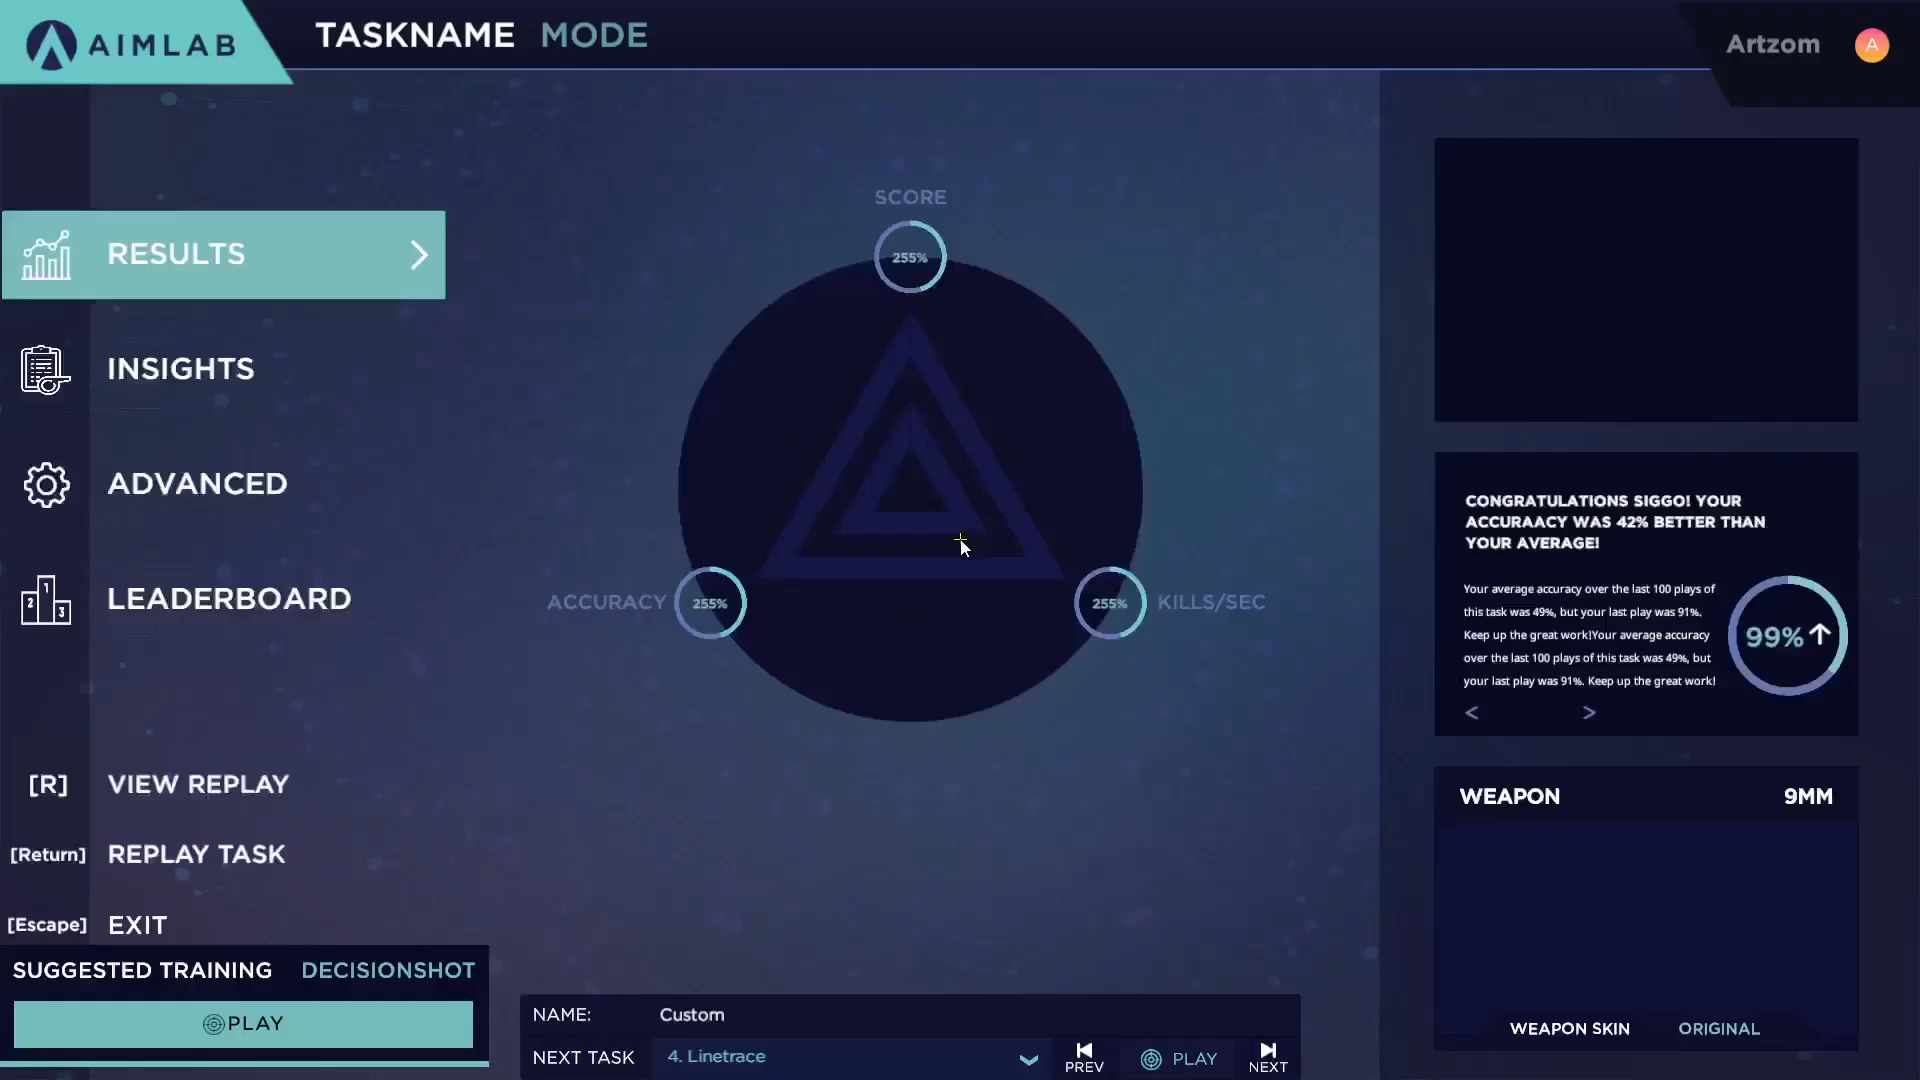 AIMLAB
TASKNAME MODE
Artzom
A
RESULTS
INSIGHTS
ADVANCED
LEADERBOARD
[R] VIEW REPLAY
[Return] REPLAY TASK
[Escape] EXIT
SUGGESTED TRAINING DECISIONSHOT
PLAY
SCORE
255%
ACCURACY 255%
255% KILLS/SEC
NAME: Custom
NEXT TASK 4. Linetrace
PREV
PLAY
NEXT
CONGRATULATIONS SIGGO! YOUR
ACCURAACY WAS 42% BETTER THAN
YOUR AVERAGE!
Your average accuracy over the last 100 plays of
this task was 49%, but your last play was 91%.
Keep up the great work!Your average accuracy
over the last 100 plays of this task was 49%, but
your last play was 91%. Keep up the great work!
99%
< >
WEAPON 9MM
WEAPON SKIN ORIGINAL